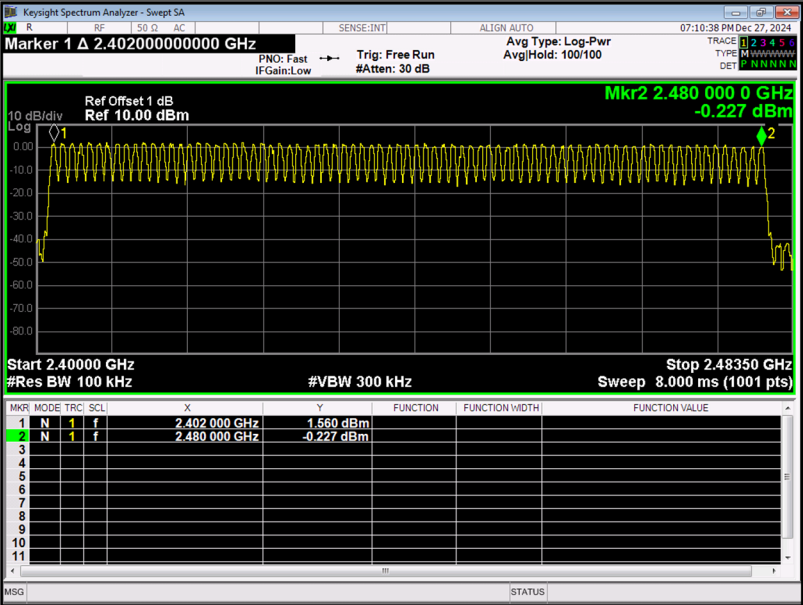 Keysight Spectrum Analyzer - Swept SA
LXI R RF 50 Ω AC SENSE:INT ALIGN AUTO 07:10:38 PM Dec 27, 2024
Marker 1 Δ 2.402000000000 GHz
PNO: Fast
IFGain:Low
Trig: Free Run
#Atten: 30 dB
Avg Type: Log-Pwr
Avg|Hold: 100/100
TRACE 1 2 3 4 5 6
TYPE M W W W W W
DET P N N N N N
Mkr2 2.480 000 0 GHz
-0.227 dBm
Ref Offset 1 dB
10 dB/div Ref 10.00 dBm
Log
1
2
0.00
-10.0
-20.0
-30.0
-40.0
-50.0
-60.0
-70.0
-80.0
Start 2.40000 GHz Stop 2.48350 GHz
#Res BW 100 kHz #VBW 300 kHz Sweep 8.000 ms (1001 pts)
MKR MODE TRC SCL X Y FUNCTION FUNCTION WIDTH FUNCTION VALUE
1 N 1 f 2.402 000 GHz 1.560 dBm
2 N 1 f 2.480 000 GHz -0.227 dBm
3
4
5
6
7
8
9
10
11
MSG STATUS